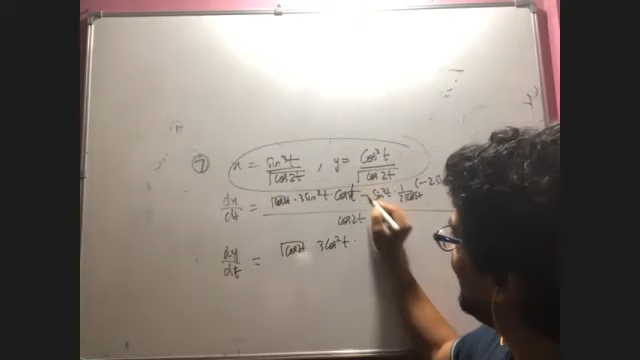 ⑦ x = sin³t/√cos2t , y = cos³t/√cos2t
dx/dt = √cos2t · 3sin²t cost - sin³t · 1/2√cos2t (-2si
cos2t
dy/dt = √cos2t 3cos²t ·